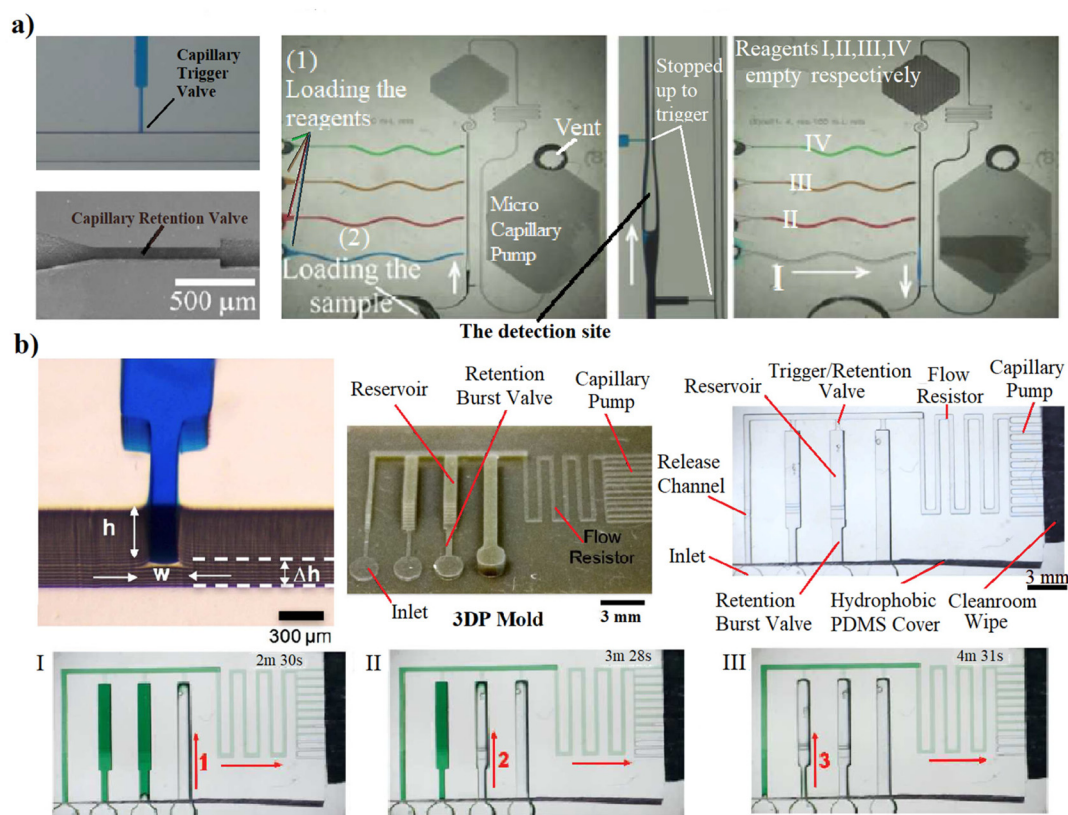 a)
Capillary
Trigger
Valve
Capillary Retention Valve
500 µm
(1)
Loading the
reagents
Vent
Micro
Capillary
Pump
(2)
Loading the
sample
Stopped
up to
trigger
The detection site
Reagents I,II,III,IV
empty respectively
IV
III
II
I
b)
h
w
Δh
300 µm
Reservoir
Retention
Burst Valve
Capillary
Pump
Flow
Resistor
Inlet
3DP Mold
3 mm
Reservoir
Trigger/Retention
Valve
Flow
Resistor
Capillary
Pump
Release
Channel
Inlet
Retention
Burst Valve
Hydrophobic
PDMS Cover
Cleanroom
Wipe
3 mm
I
2m 30s
1
II
3m 28s
2
III
4m 31s
3